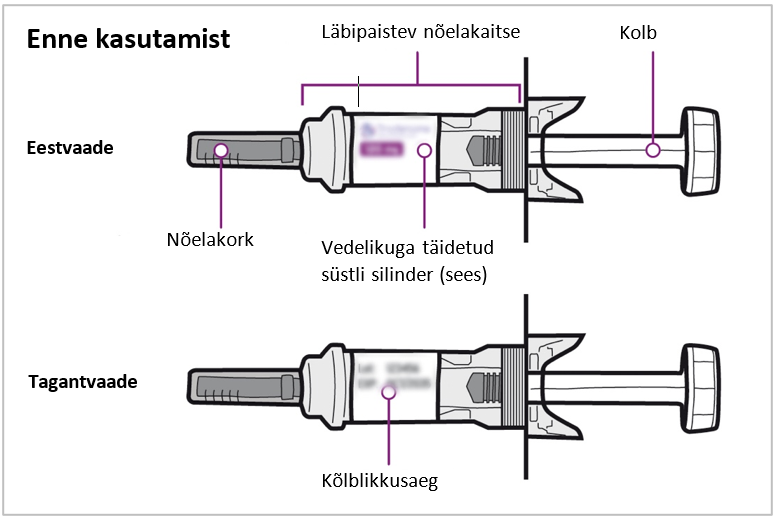 Enne kasutamist
Läbipaistev nõelakaitse
Kolb
Eestvaade
Nõelakork
Vedelikuga täidetud
süstli silinder (sees)
Tagantvaade
Kõlblikkusaeg